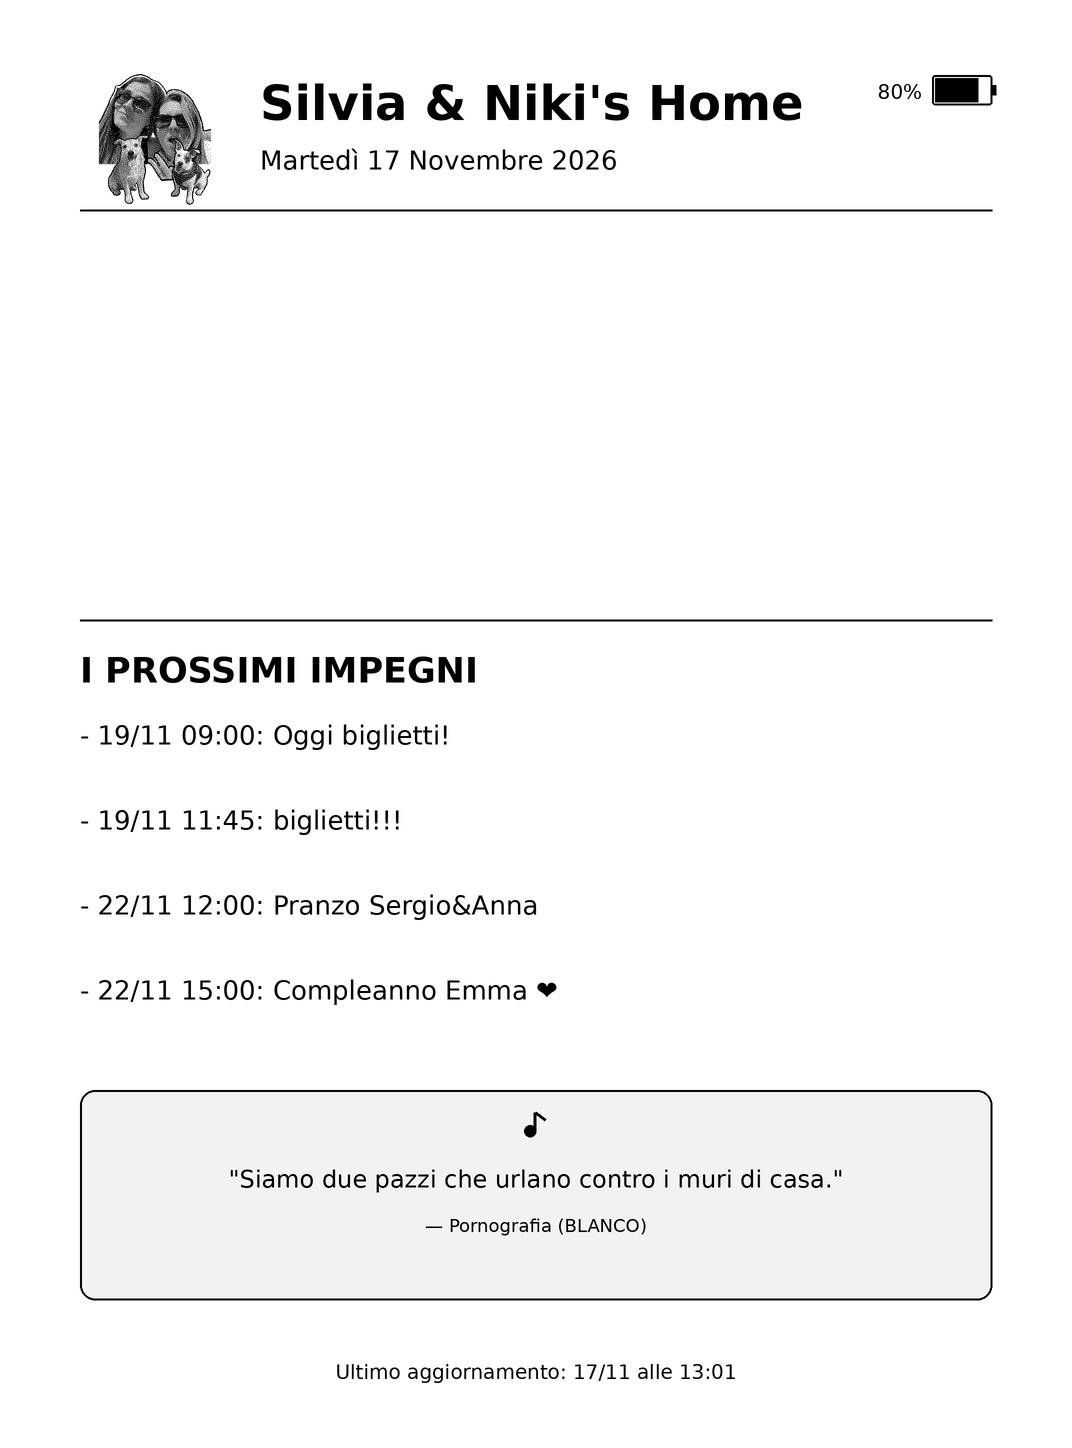 Silvia & Niki's Home
80%
Martedì 17 Novembre 2026
I PROSSIMI IMPEGNI
- 19/11 09:00: Oggi biglietti!
- 19/11 11:45: biglietti!!!
- 22/11 12:00: Pranzo Sergio&Anna
- 22/11 15:00: Compleanno Emma ❤
"Siamo due pazzi che urlano contro i muri di casa."
— Pornografia (BLANCO)
Ultimo aggiornamento: 17/11 alle 13:01